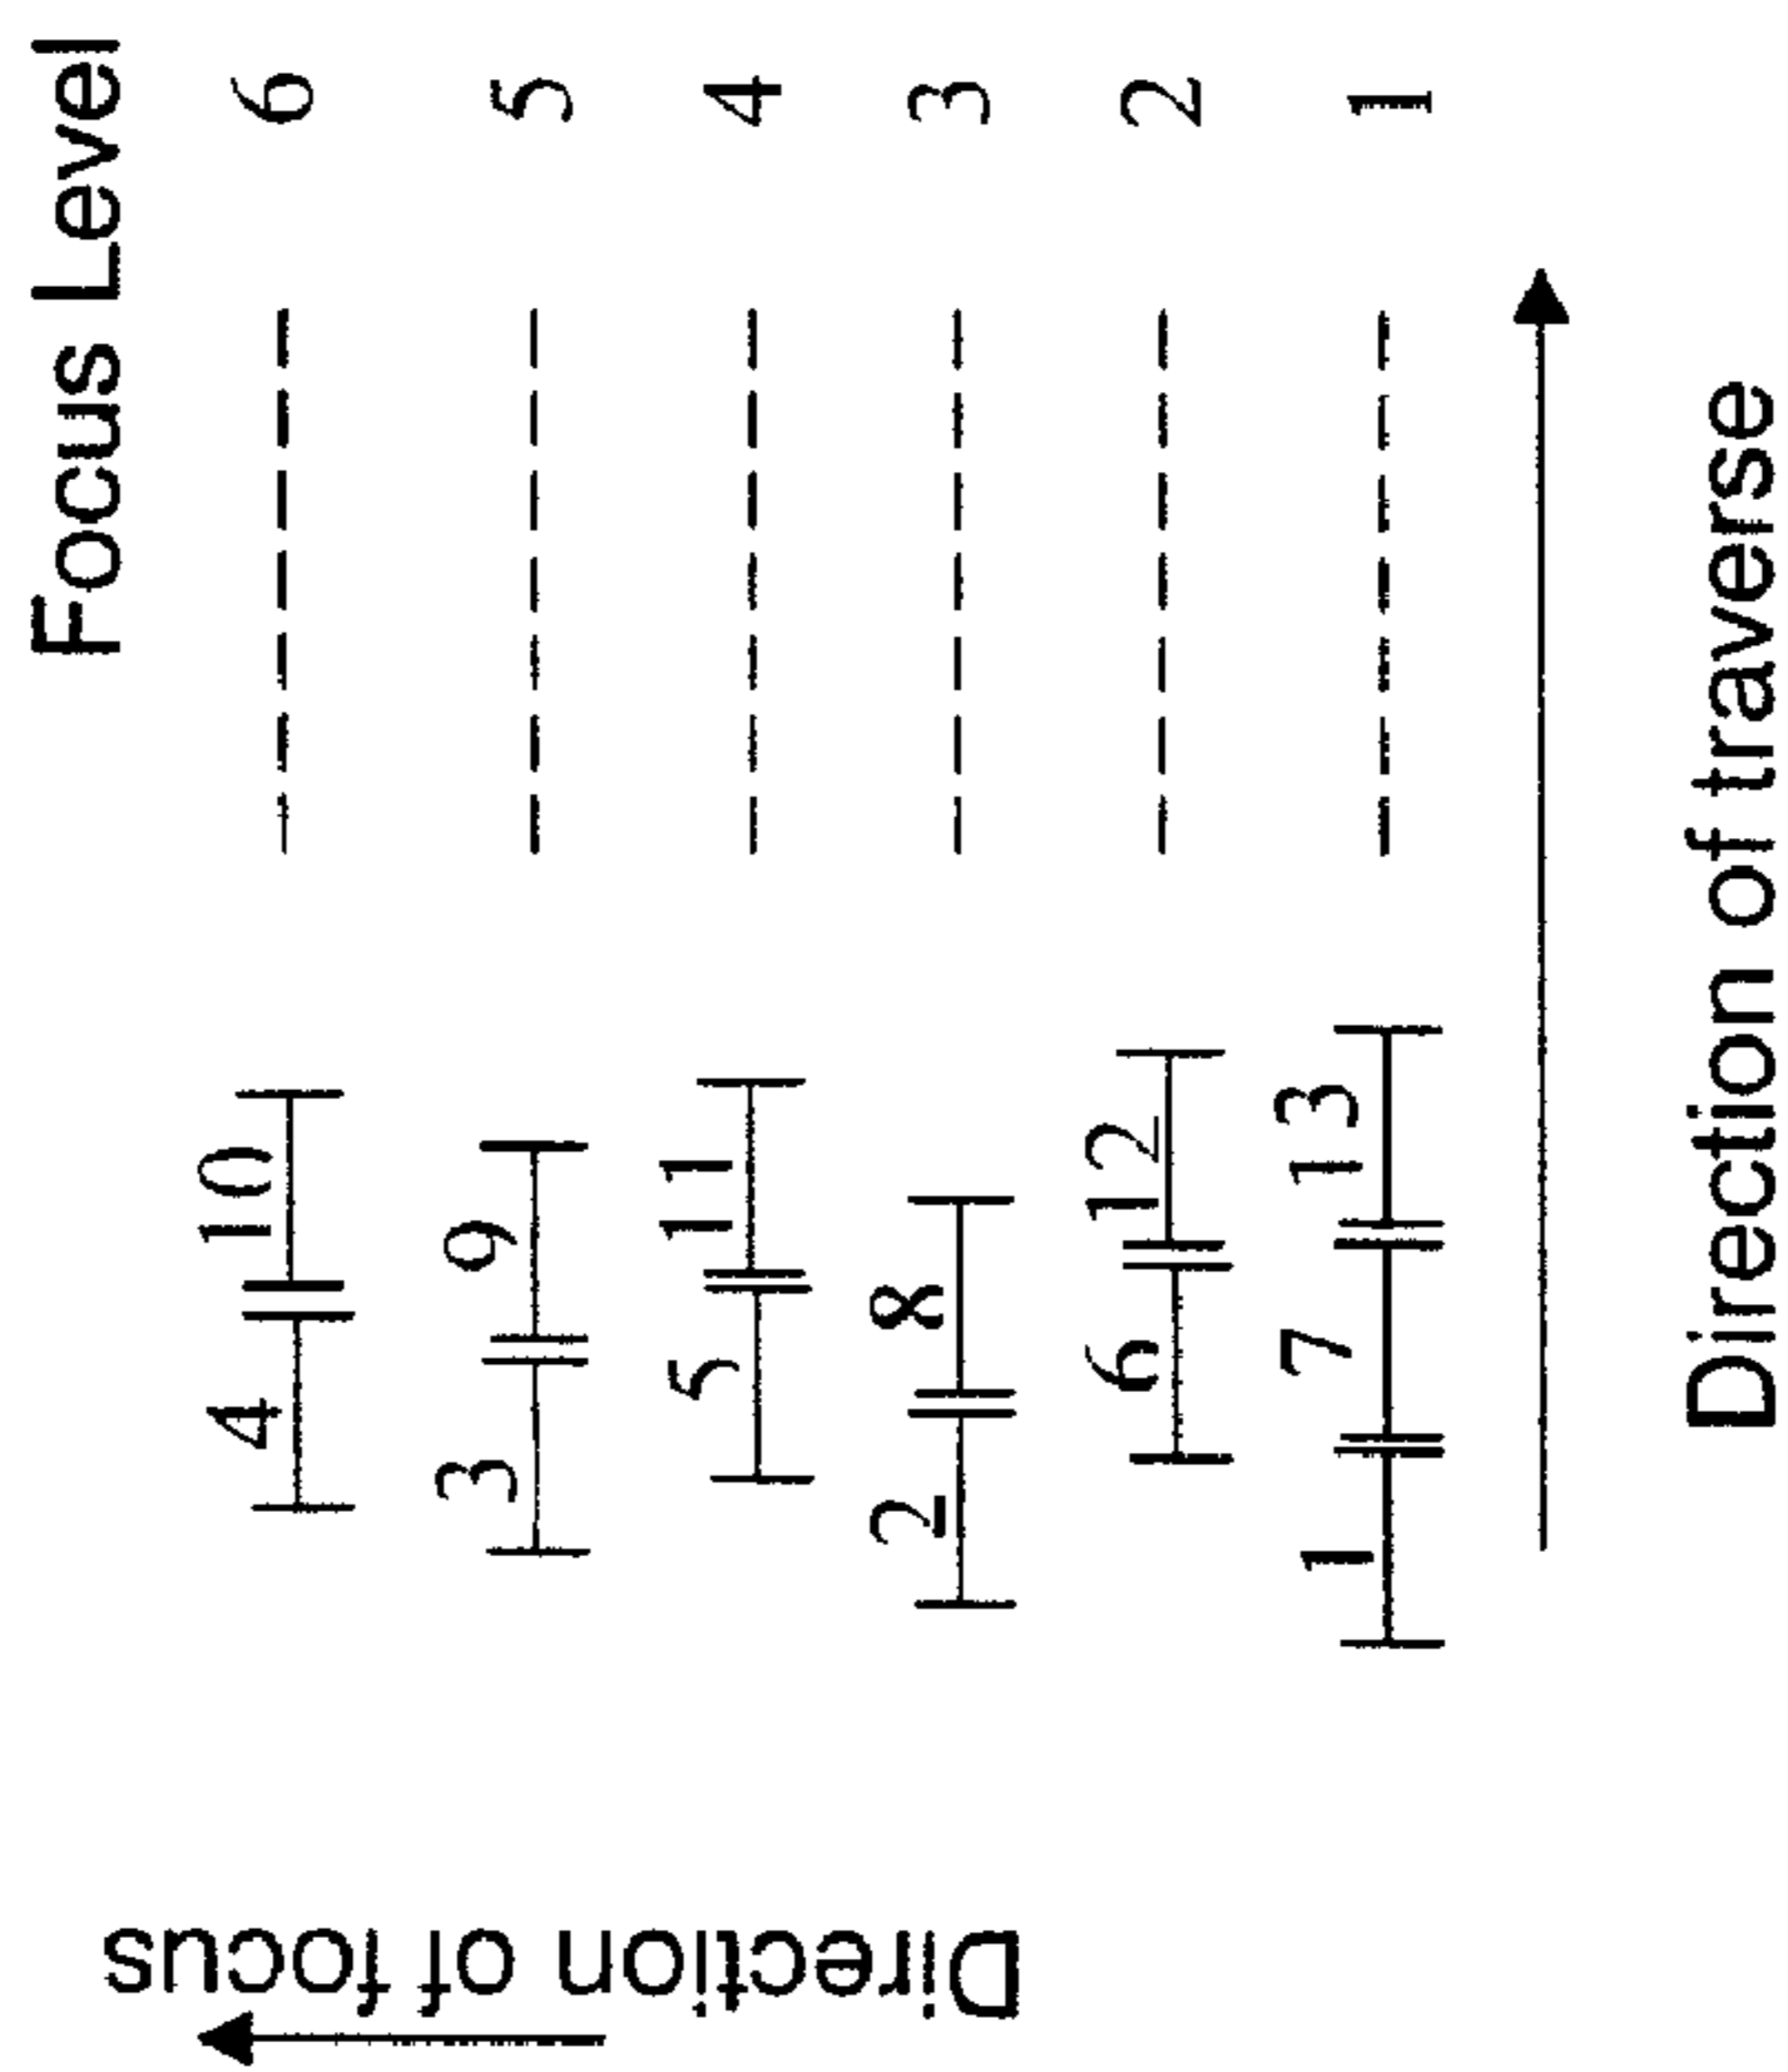 Focus Level
4 10 6
3 9 5
5 11 4
2 8 3
6 12 2
1 7 13 1
Direction of traverse
Direction of focus